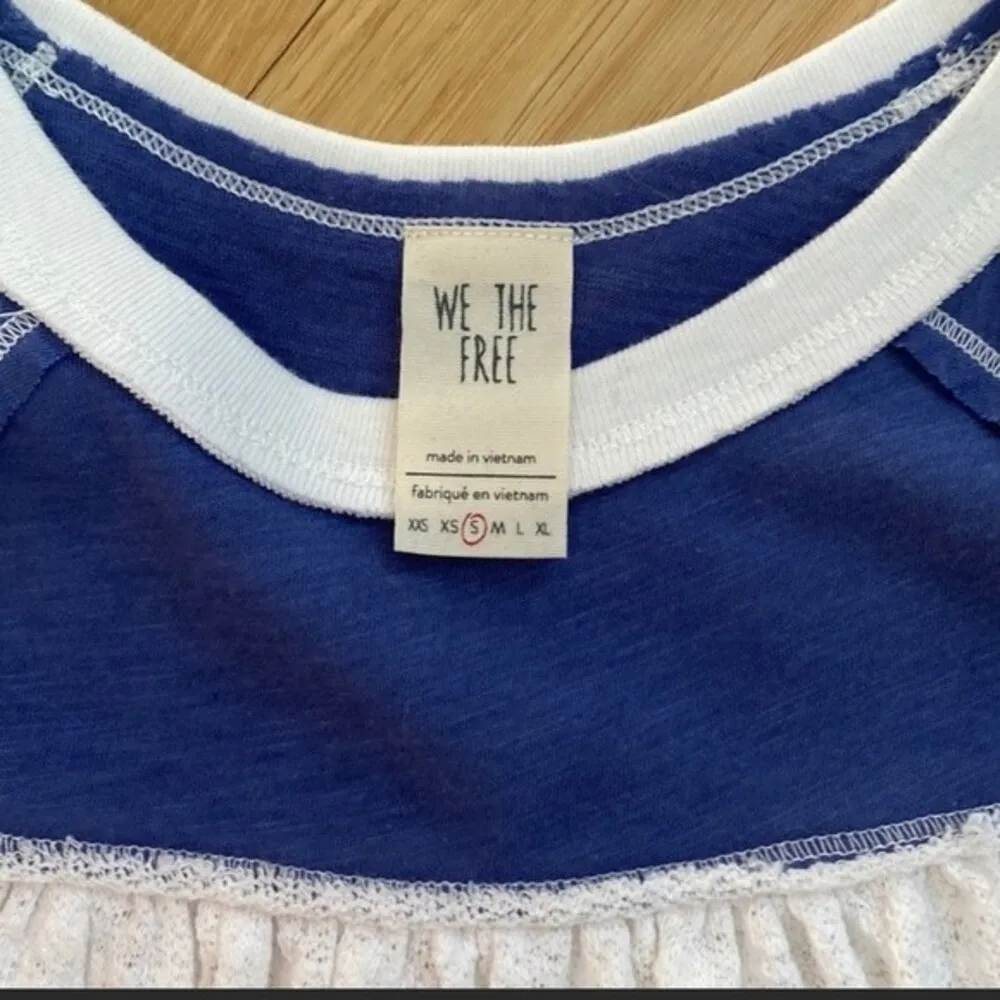 WE THE
FREE
made in vietnam
fabriqué en vietnam
XXS XS S M L XL